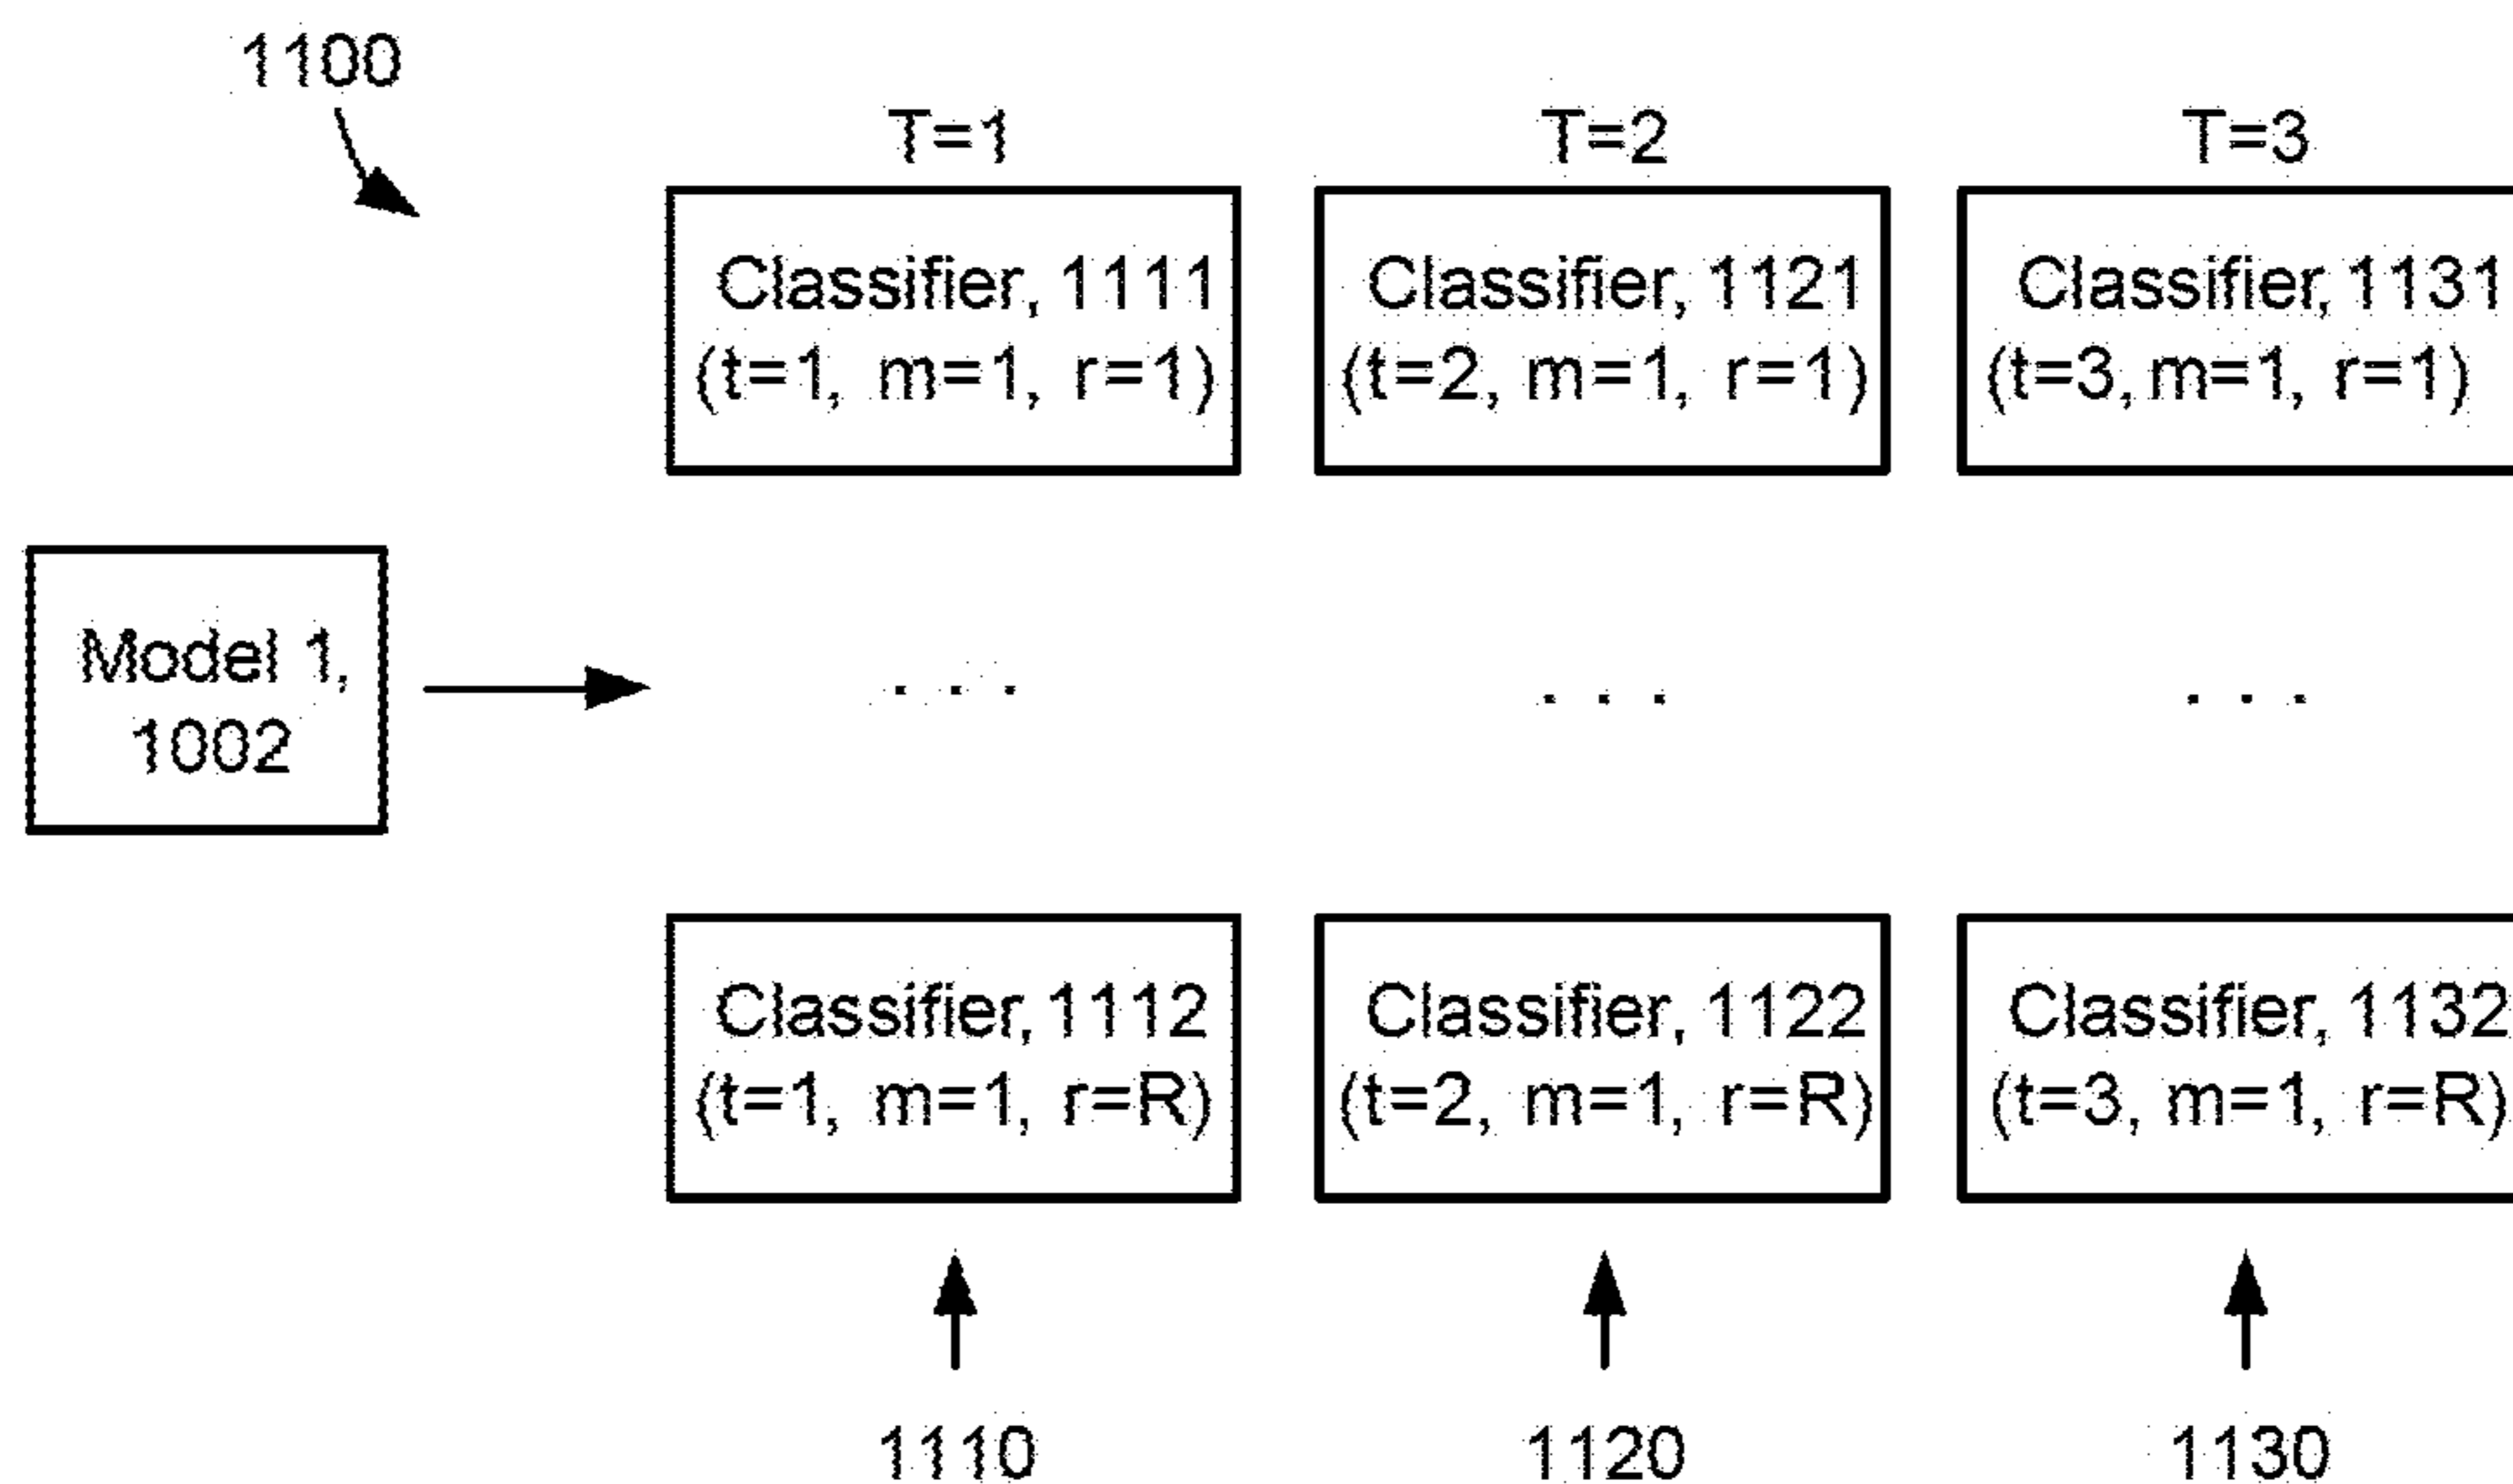 1100
T=1
T=2
T=3
Classifier, 1111
(t=1, m=1, r=1)
Classifier, 1121
(t=2, m=1, r=1)
Classifier, 1131
(t=3, m=1, r=1)
Model 1,
1002
. . .
. . .
. . .
Classifier, 1112
(t=1, m=1, r=R)
Classifier, 1122
(t=2, m=1, r=R)
Classifier, 1132
(t=3, m=1, r=R)
1110
1120
1130